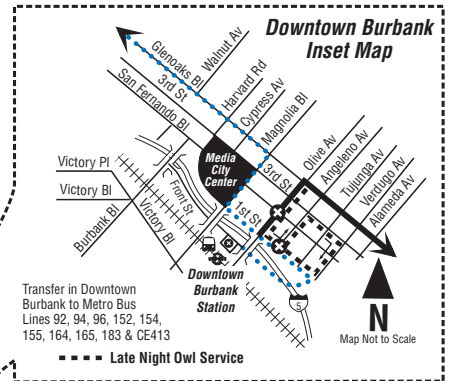 Downtown Burbank
Inset Map
Walnut Av
Glenoaks Bl
3rd St
San Fernando Bl
Harvard Rd
Cypress Av
Magnolia Bl
Olive Av
Angeleno Av
Tujunga Av
Verdugo Av
Alameda Av
Media
City
Center
3rd St
Victory Pl
Victory Bl
Front St
1st St
Burbank Bl
Victory Bl
Downtown
Burbank
Station
5
N
Map Not to Scale
Transfer in Downtown
Burbank to Metro Bus
Lines 92, 94, 96, 152, 154,
155, 164, 165, 183 & CE413
Late Night Owl Service